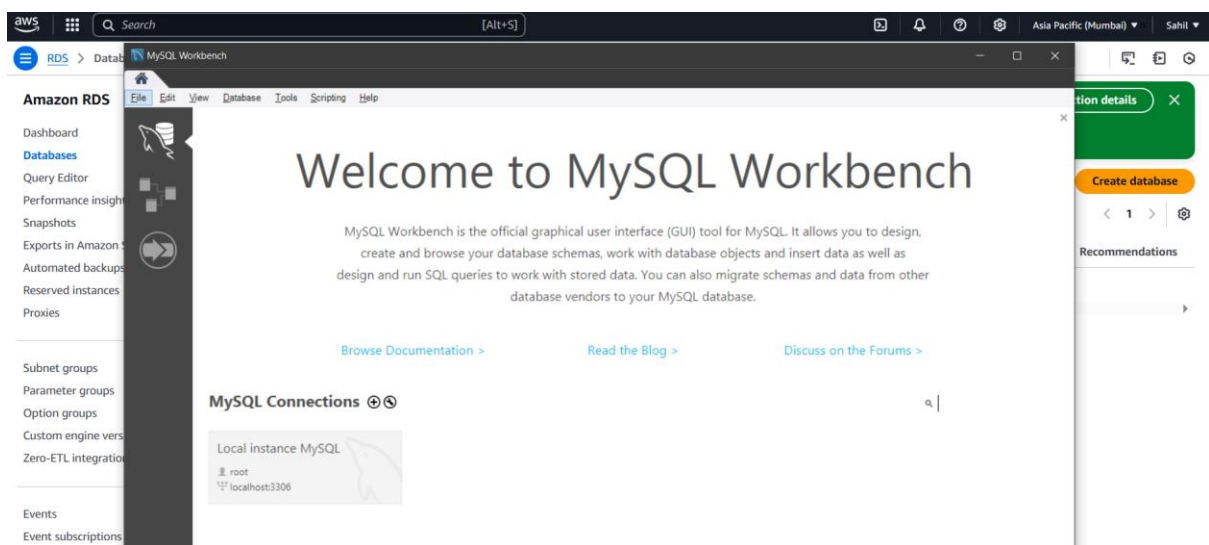 aws
Search [Alt+S]
Asia Pacific (Mumbai) ▼ Sahil ▼
RDS > Datab
MySQL Workbench
Amazon RDS
File Edit View Database Tools Scripting Help
tion details
Dashboard
Databases
Query Editor
Performance insight
Snapshots
Exports in Amazon S
Automated backups
Reserved instances
Proxies
Subnet groups
Parameter groups
Option groups
Custom engine vers
Zero-ETL integratio
Events
Event subscriptions
Welcome to MySQL Workbench
MySQL Workbench is the official graphical user interface (GUI) tool for MySQL. It allows you to design,
create and browse your database schemas, work with database objects and insert data as well as
design and run SQL queries to work with stored data. You can also migrate schemas and data from other
database vendors to your MySQL database.
Browse Documentation > Read the Blog > Discuss on the Forums >
MySQL Connections
Local instance MySQL
root
localhost:3306
Create database
< 1 >
Recommendations